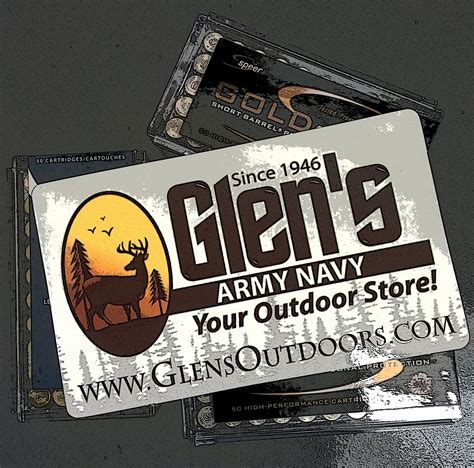 speer
GOLD
SHORT BARREL®
50 CARTRIDGES/CARTOUCHES
Since 1946
Glen's
ARMY NAVY
Your Outdoor Store!
www.GlensOutdoors.com
50 HIGH-PERFORMANCE